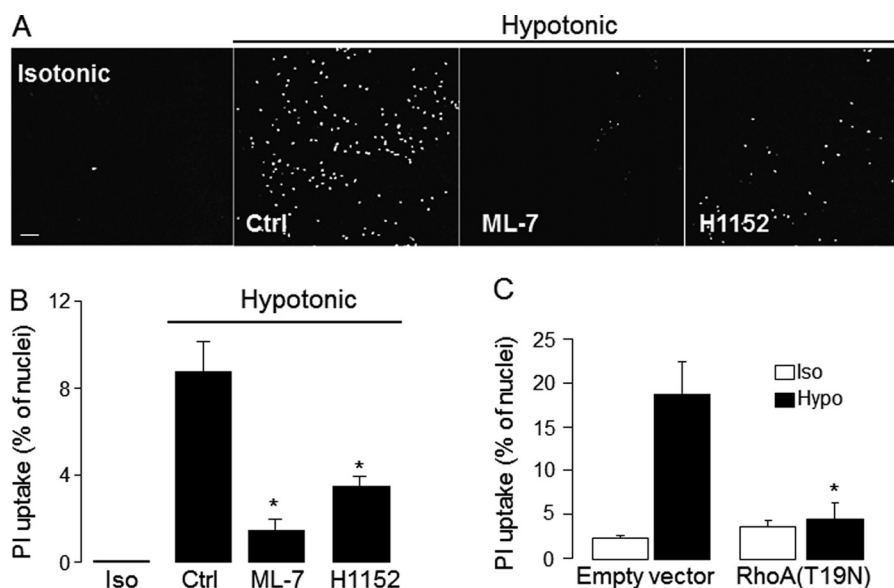 A
Hypotonic
Isotonic
Ctrl
ML-7
H1152
B
Hypotonic
PI uptake (% of nuclei)
12
8
4
0
Iso Ctrl ML-7 H1152
*
*
C
PI uptake (% of nuclei)
25
20
15
10
5
0
Iso
Hypo
*
Empty vector RhoA(T19N)